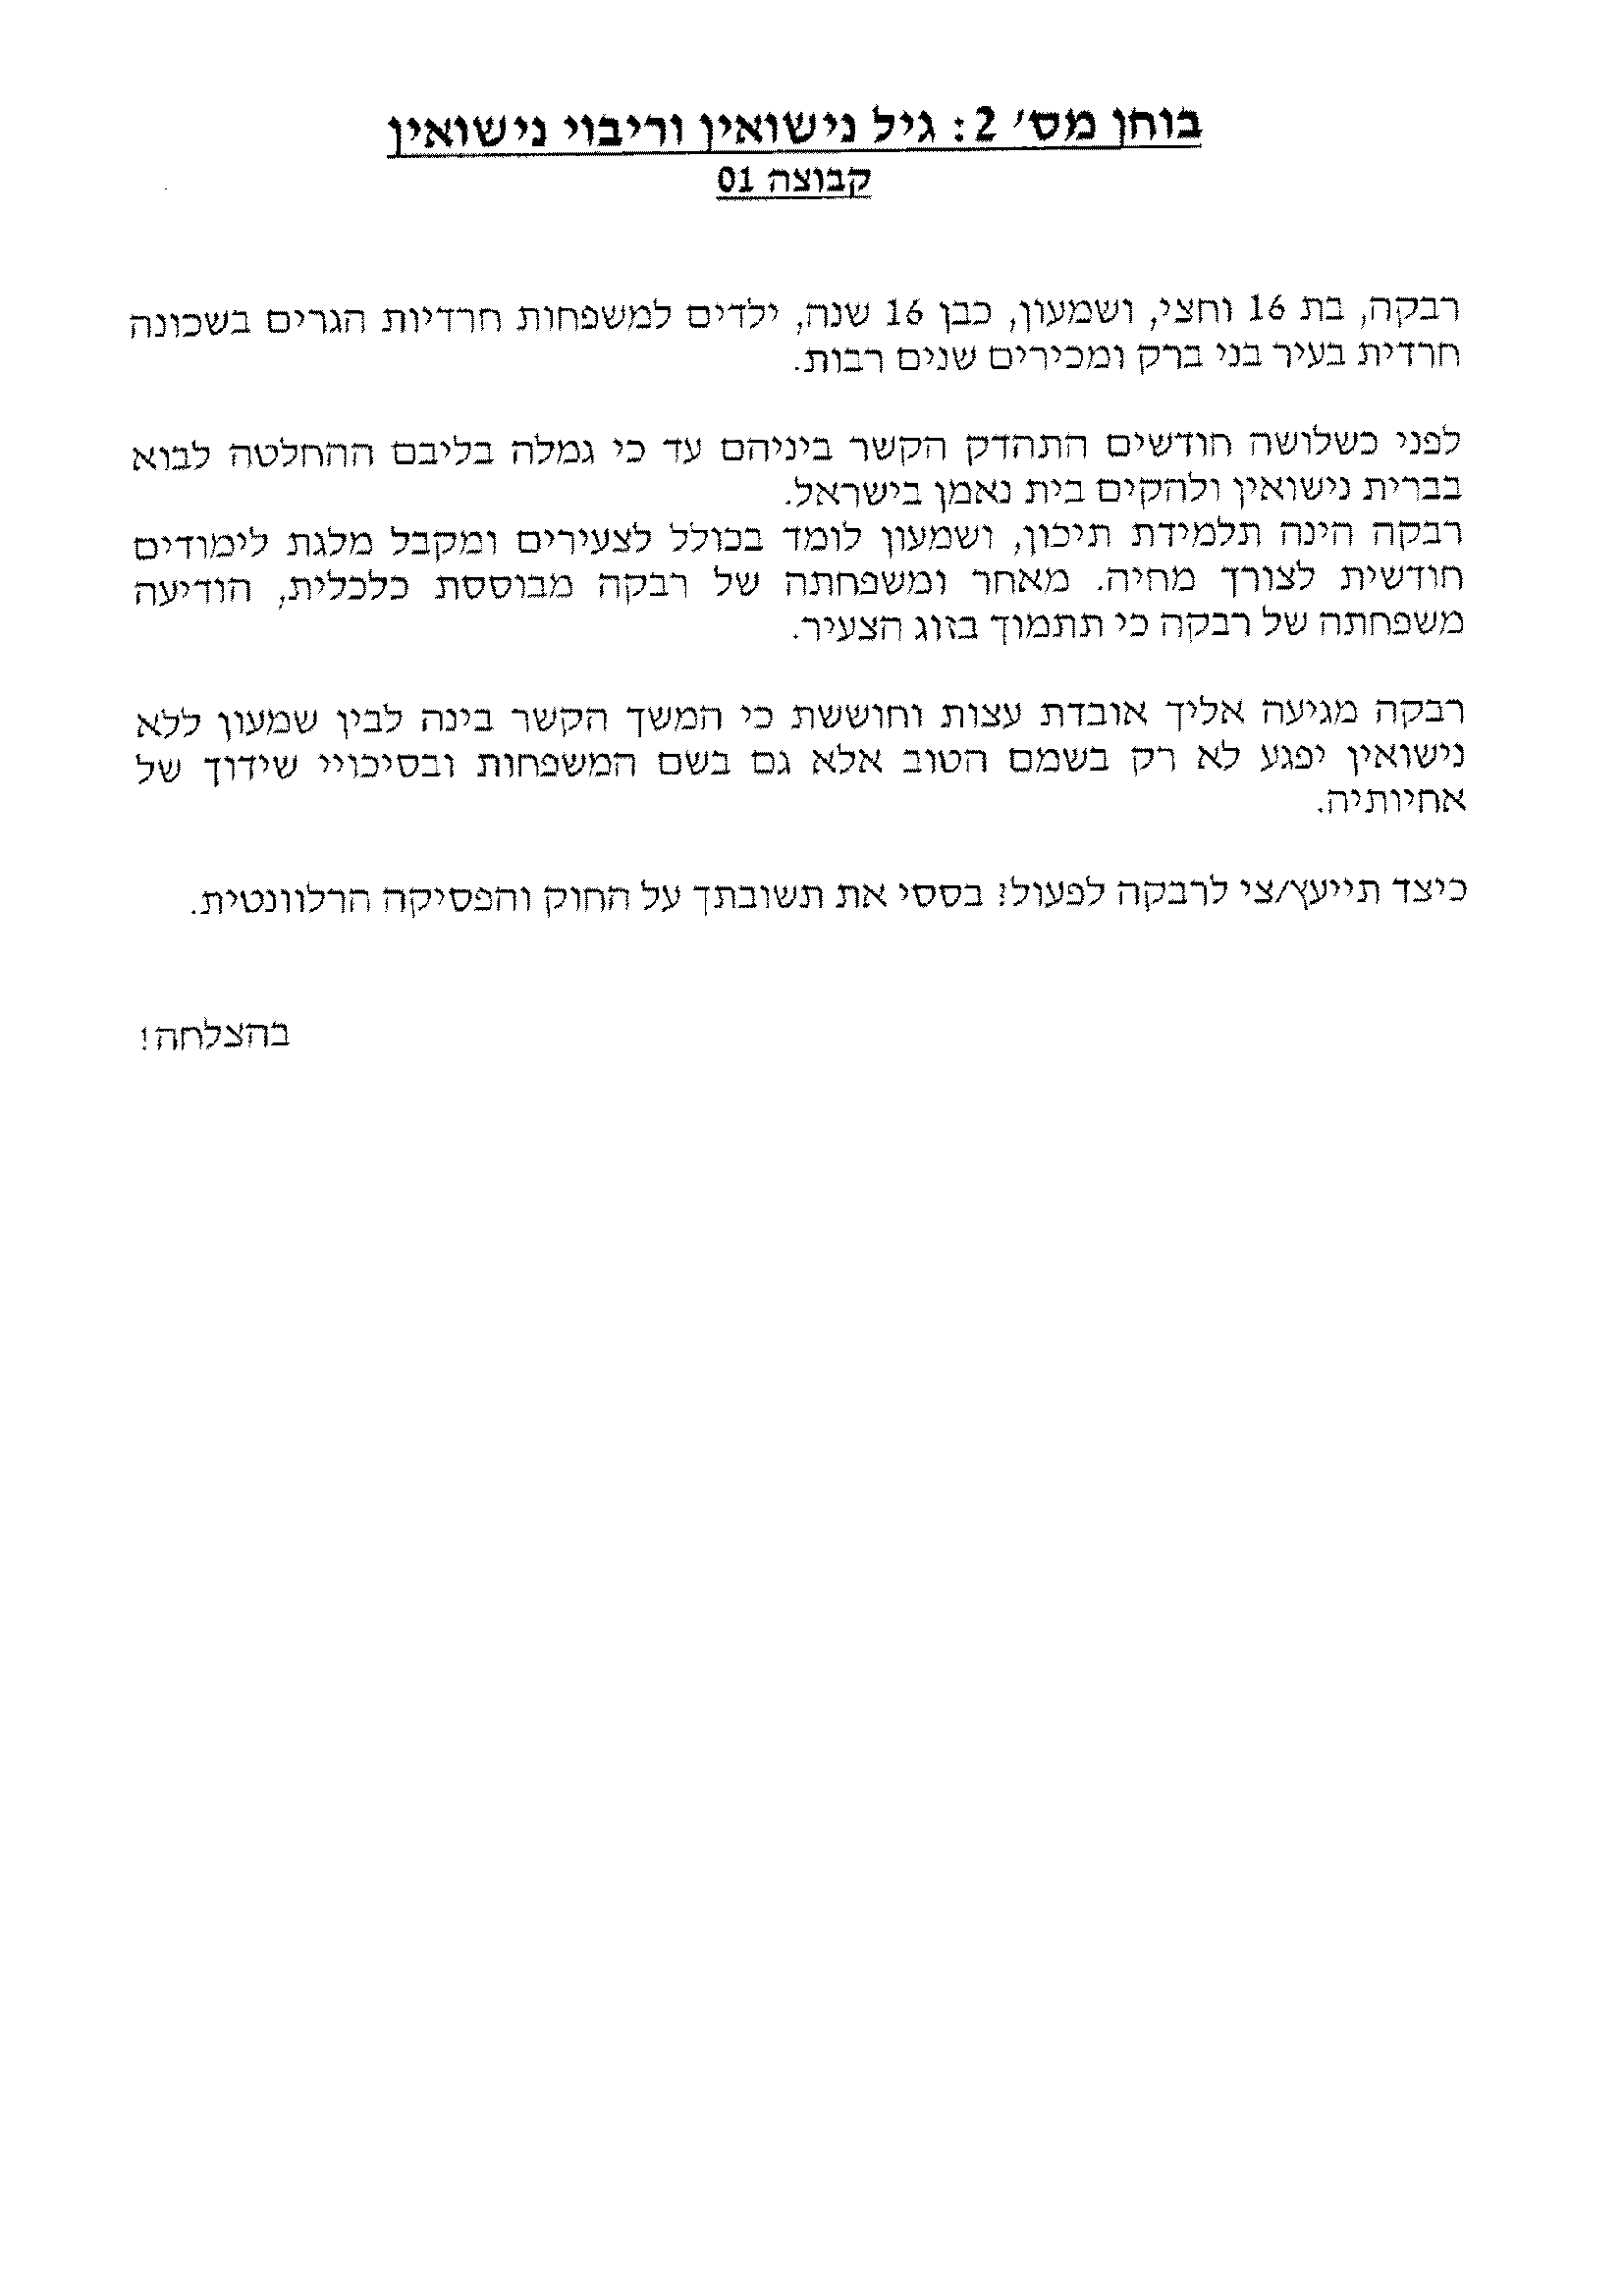 בוחן מס׳ 2: גיל נישואין וריבוי נישואין
קבוצה 01
רבקה, בת 16 וחצי, ושמעון, כבן 16 שנה, ילדים למשפחות חרדיות הגרים בשכונה
חרדית בעיר בני ברק ומכירים שנים רבות.
לפני כשלושה חודשים התהדק הקשר ביניהם עד כי גמלה בליבם ההחלטה לבוא
בברית נישואין ולהקים בית נאמן בישראל.
רבקה הינה תלמידת תיכון, ושמעון לומד בכולל לצעירים ומקבל מלגת לימודים
חודשית לצורך מחיה. מאחר ומשפחתה של רבקה מבוססת כלכלית, הודיעה
משפחתה של רבקה כי תתמוך בזוג הצעיר.
רבקה מגיעה אליך אובדת עצות וחוששת כי המשך הקשר בינה לבין שמעון ללא
נישואין יפגע לא רק בשמם הטוב אלא גם בשם המשפחות ובסיכויי שידוך של
אחיותיה.
כיצד תייעץ/צי לרבקה לפעול? בססי את תשובתך על החוק והפסיקה הרלוונטית.
בהצלחה!